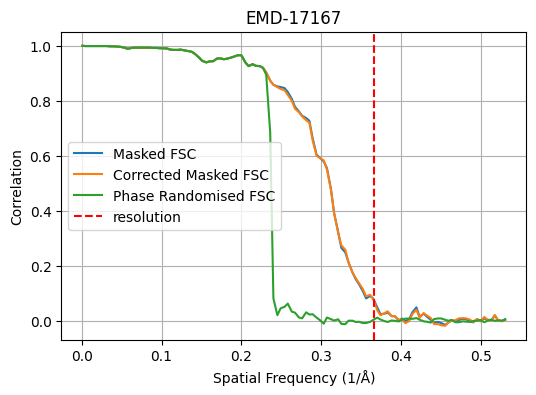 EMD-17167
1.0
0.8
0.6
0.4
0.2
0.0
Correlation
Masked FSC
Corrected Masked FSC
Phase Randomised FSC
resolution
0.0 0.1 0.2 0.3 0.4 0.5
Spatial Frequency (1/Å)